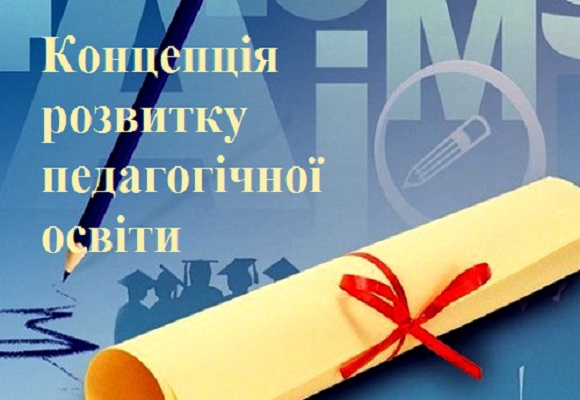 Концепція
розвитку
педагогічної
освіти